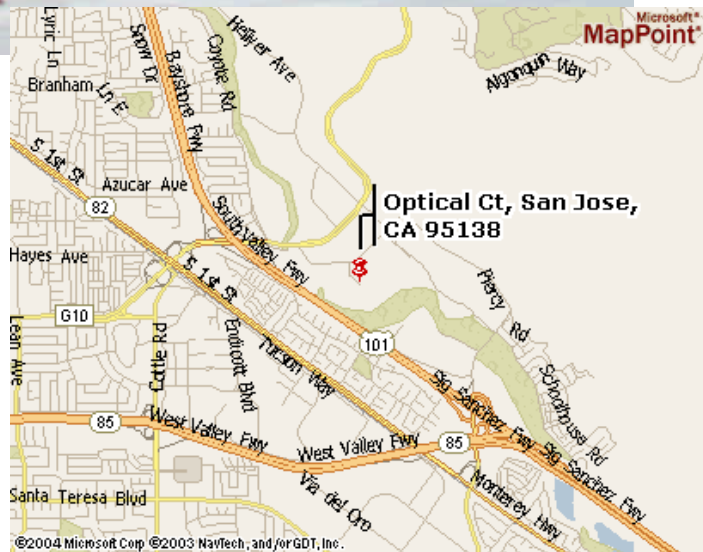 Microsoft®
MapPoint®
Lyric Ln
Snow Dr
Bayshore Fwy
Coyote Rd
Hellyer Ave
Algonquin Way
Branham Ln E
S 1st St
Azucar Ave
82
Optical Ct, San Jose,
CA 95138
Hayes Ave
South Valley Fwy
S 1st St
Piercy Rd
G10
Lean Ave
Cottle Rd
Endicott Blvd
Tucson Way
101
Sig Sanchez Fwy
Schoolhouse Rd
85
West Valley Fwy
West Valley Fwy
85
Sig Sanchez Fwy
Santa Teresa Blvd
Via del Oro
Monterey Hwy
©2004 Microsoft Corp ©2003 NavTech, and/or GDT, Inc.